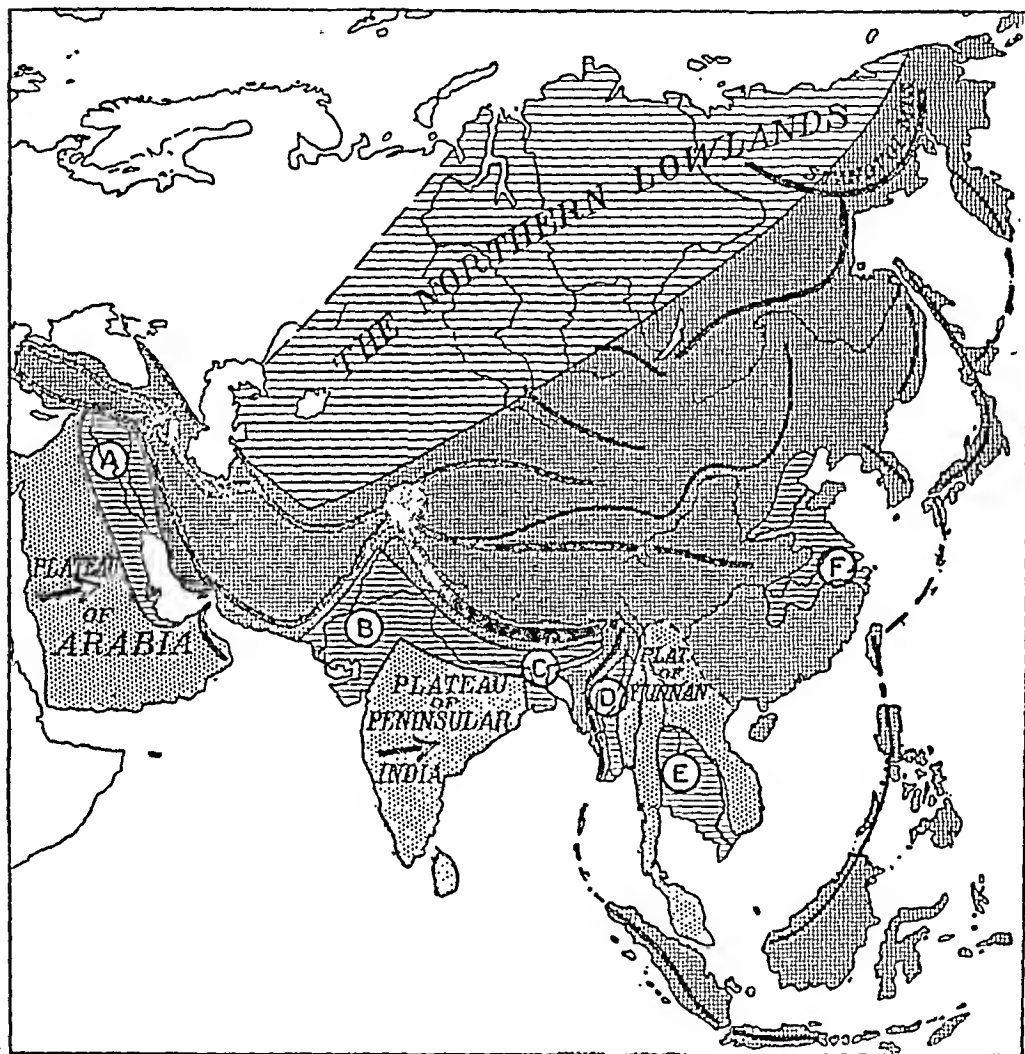 THE NORTHERN LOWLANDS
A
PLATEAU
OF
ARABIA
B
PLATEAU
OF
PENINSULAR
INDIA
C
D
PLAT.
OF
YUNNAN
E
F